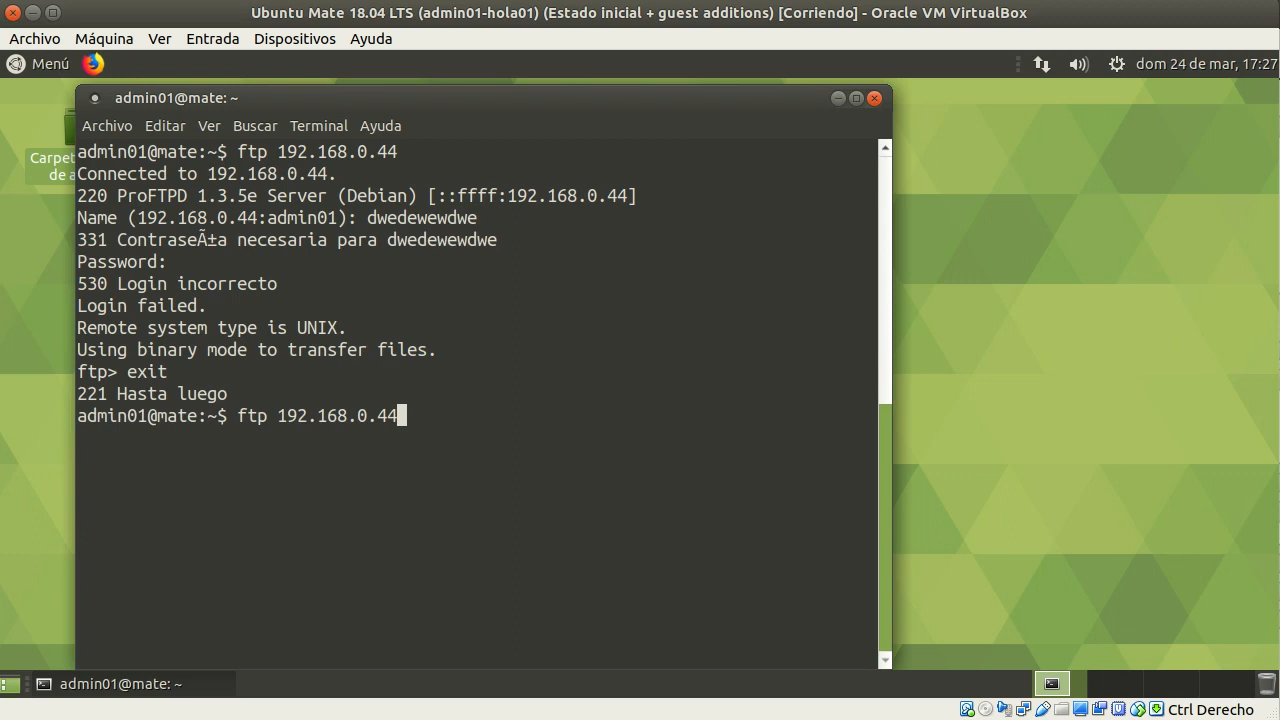 Ubuntu Mate 18.04 LTS (admin01-hola01) (Estado inicial + guest additions) [Corriendo] - Oracle VM VirtualBox
Archivo Máquina Ver Entrada Dispositivos Ayuda
Menú dom 24 de mar, 17:27
admin01@mate: ~
Archivo Editar Ver Buscar Terminal Ayuda
Carpet
de a
admin01@mate:~$ ftp 192.168.0.44
Connected to 192.168.0.44.
220 ProFTPD 1.3.5e Server (Debian) [::ffff:192.168.0.44]
Name (192.168.0.44:admin01): dwedewewdwe
331 ContraseÃ±a necesaria para dwedewewdwe
Password:
530 Login incorrecto
Login failed.
Remote system type is UNIX.
Using binary mode to transfer files.
ftp> exit
221 Hasta luego
admin01@mate:~$ ftp 192.168.0.44
admin01@mate: ~
Ctrl Derecho